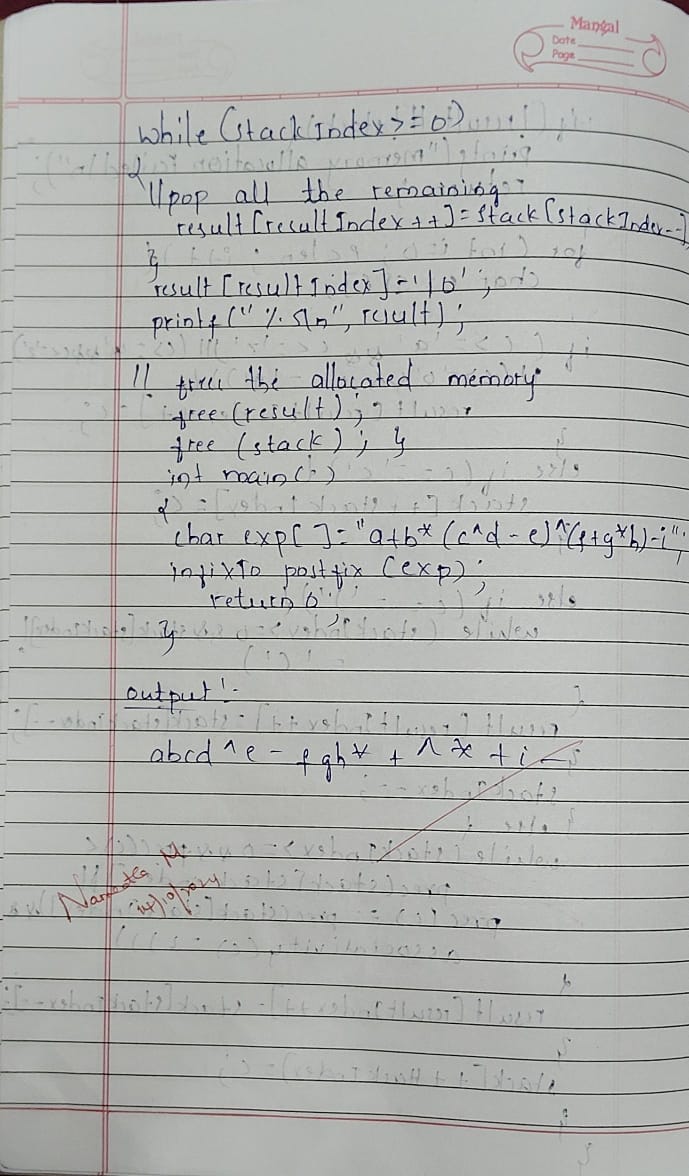 Mangal
Date
Page
while (stackIndex >= 0)
{
// pop all the remaining
result [resultIndex ++] = stack [stackIndex--]
}
result [resultIndex] = '\0';
printf ("%s\n", result);
// free the allocated memory
free (result);
free (stack); }
int main ()
{
char exp[ ] = "a+b*(c^d-e)^(f+g*h)-i";
infixTo postfix (exp);
return 0;
}
output :-
abcd^e-fgh*+^*+i-
Namrata. M